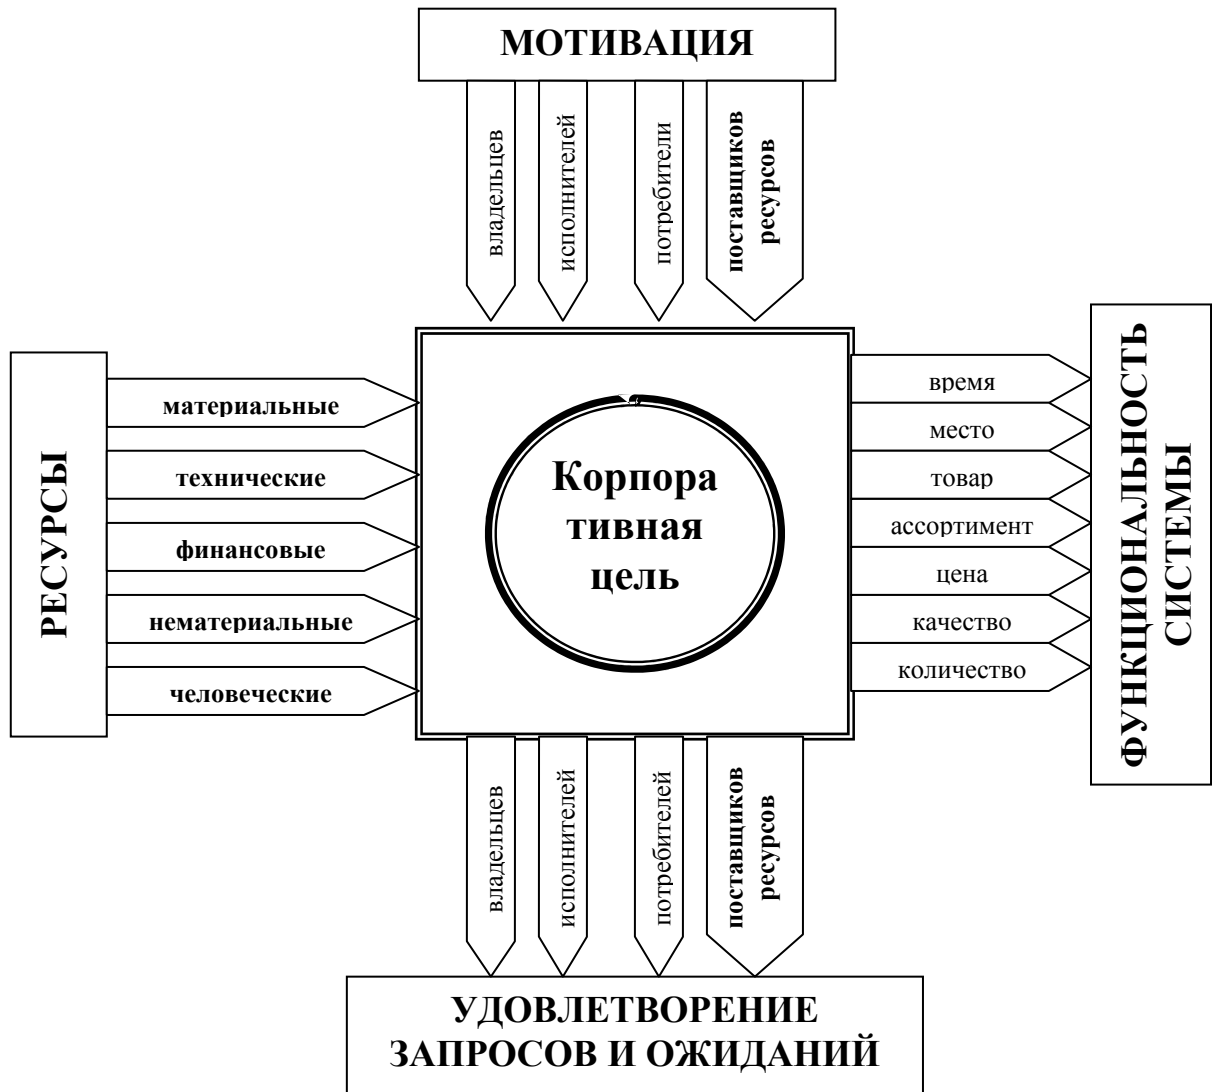 МОТИВАЦИЯ
владельцев
исполнителей
потребители
поставщиков
ресурсов
РЕСУРСЫ
материальные
технические
финансовые
нематериальные
человеческие
Корпора
тивная
цель
время
место
товар
ассортимент
цена
качество
количество
ФУНКЦИОНАЛЬНОСТЬ
СИСТЕМЫ
владельцев
исполнителей
потребителей
поставщиков
ресурсов
УДОВЛЕТВОРЕНИЕ
ЗАПРОСОВ И ОЖИДАНИЙ